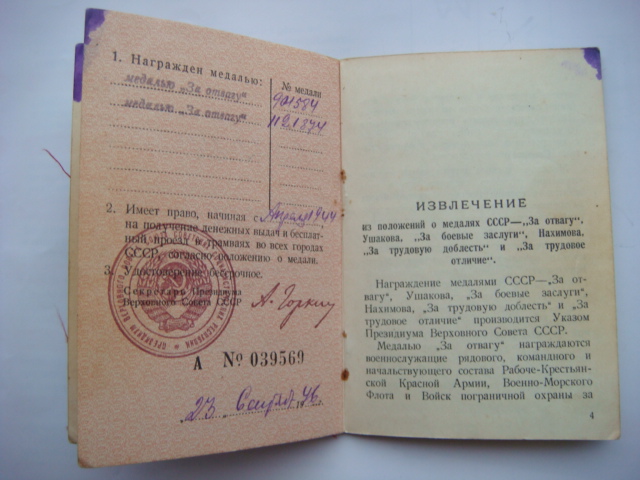 1. Награжден медалью:
№ медали
медалью „За отвагу“
901584
медалью „За отвагу“
1121374
2. Имеет право, начиная с Апреля 1944
на получение денежных выдач и бесплат-
ный проезд в трамваях во всех городах
СССР, согласно положению о медали.
3. Удостоверение бессрочное.
Секретарь Президиума
Верховного Совета СССР
А. Горкин
А № 039569
23 46
ИЗВЛЕЧЕНИЕ
из положений о медалях СССР—„За отвагу“,
Ушакова, „За боевые заслуги“, Нахимова,
„За трудовую доблесть“ и „За трудовое
отличие“.
Награждение медалями СССР—„За от-
вагу“, Ушакова, „За боевые заслуги“,
Нахимова, „За трудовую доблесть“ и „За
трудовое отличие“ производится Указом
Президиума Верховного Совета СССР.
Медалью „За отвагу“ награждаются
военнослужащие рядового, командного и
начальствующего состава Рабоче-Крестьян-
ской Красной Армии, Военно-Морского
Флота и Войск пограничной охраны за
4